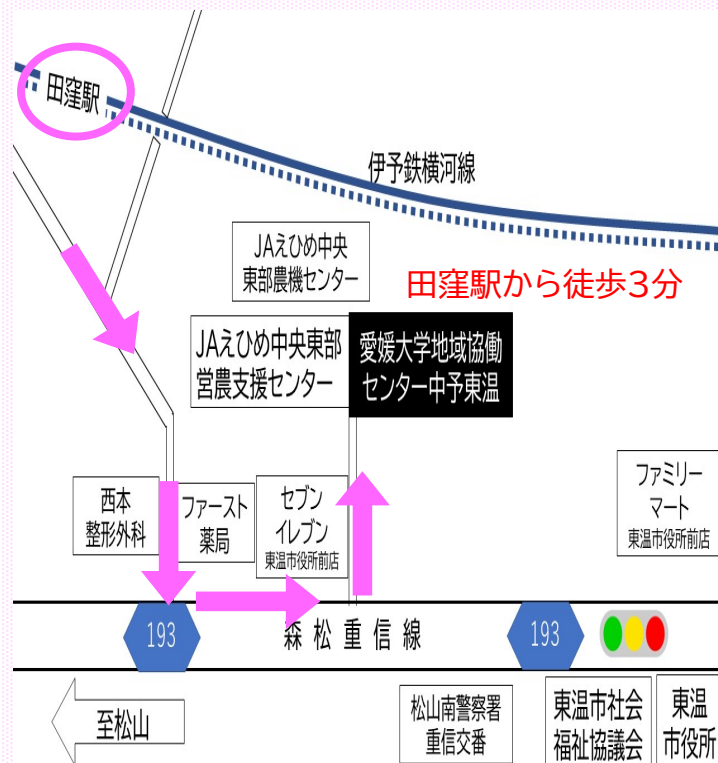 田窪駅
伊予鉄横河線
JAえひめ中央
東部農機センター
田窪駅から徒歩3分
JAえひめ中央東部
営農支援センター
愛媛大学地域協働
センター中予東温
ファミリー
マート
東温市役所前店
西本
整形外科
ファースト
薬局
セブン
イレブン
東温市役所前店
193
森松重信線
193
至松山
松山南警察署
重信交番
東温市社会
福祉協議会
東温
市役所